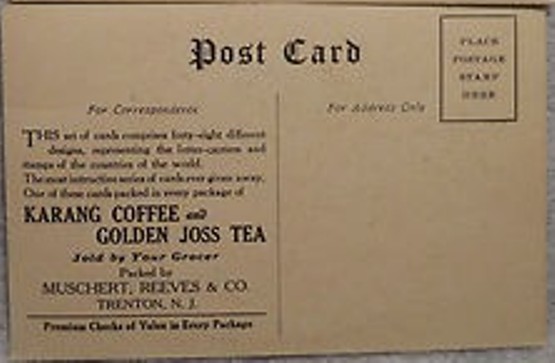 Post Card
PLACE
POSTAGE
STAMP
HERE
For Correspondence
For Address Only
THIS set of cards comprises forty-eight different
designs, representing the letter-carriers and
stamps of the countries of the world.
The most instructive series of cards ever given away.
One of these cards packed in every package of
KARANG COFFEE and
GOLDEN JOSS TEA
Sold by Your Grocer
Packed by
MUSCHERT, REEVES & CO.
TRENTON, N. J.
Premium Checks of Value in Every Package